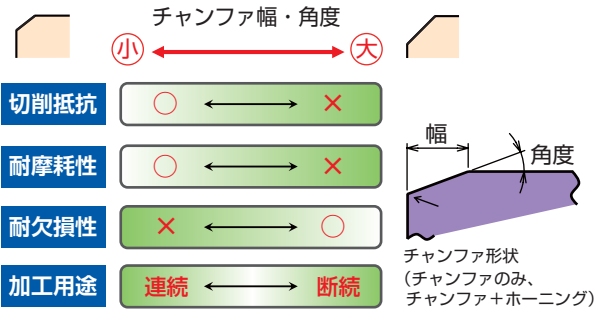 チャンファ幅・角度
小 大
切削抵抗 ○ ×
耐摩耗性 ○ ×
耐欠損性 × ○
加工用途 連続 断続
幅
角度
チャンファ形状
(チャンファのみ、
チャンファ+ホーニング)